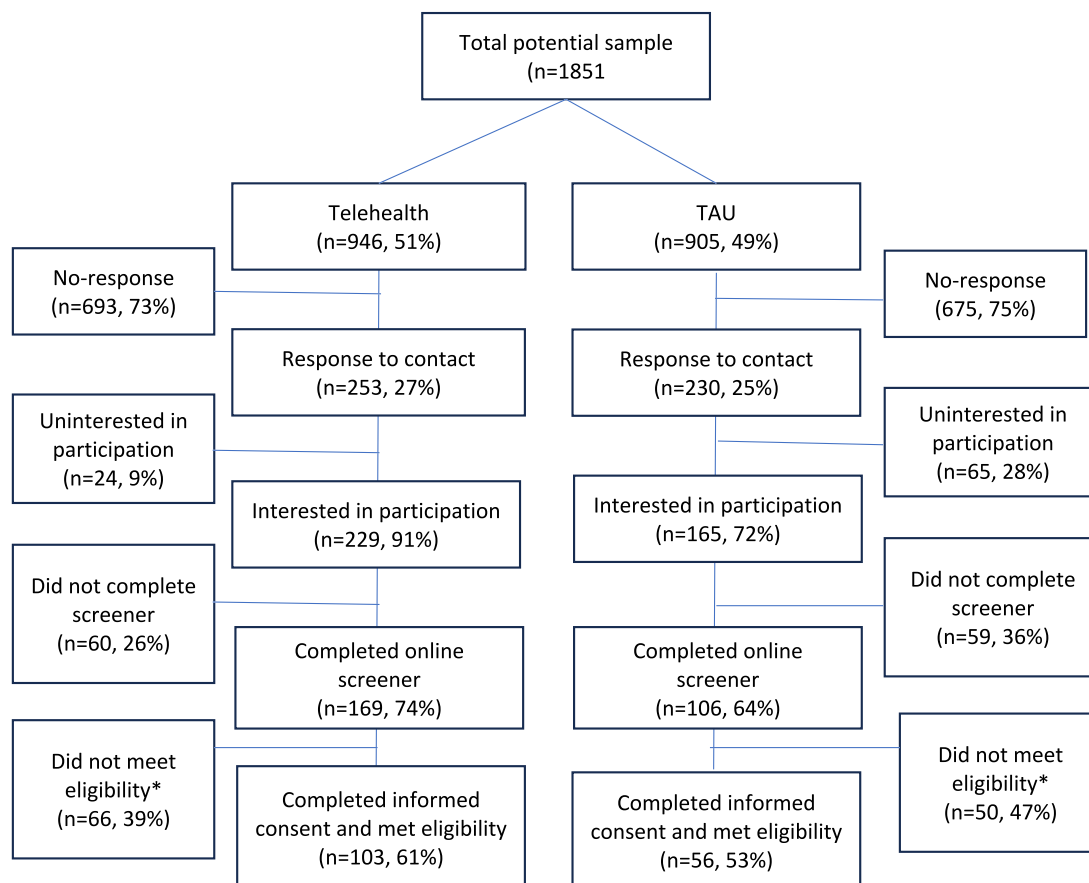 Total potential sample
(n=1851
Telehealth
(n=946, 51%)
TAU
(n=905, 49%)
No-response
(n=693, 73%)
No-response
(675, 75%)
Response to contact
(n=253, 27%)
Response to contact
(n=230, 25%)
Uninterested in
participation
(n=24, 9%)
Uninterested in
participation
(n=65, 28%)
Interested in participation
(n=229, 91%)
Interested in participation
(n=165, 72%)
Did not complete
screener
(n=60, 26%)
Did not complete
screener
(n=59, 36%)
Completed online
screener
(n=169, 74%)
Completed online
screener
(n=106, 64%)
Did not meet
eligibility*
(n=66, 39%)
Did not meet
eligibility*
(n=50, 47%)
Completed informed
consent and met eligibility
(n=103, 61%)
Completed informed
consent and met eligibility
(n=56, 53%)